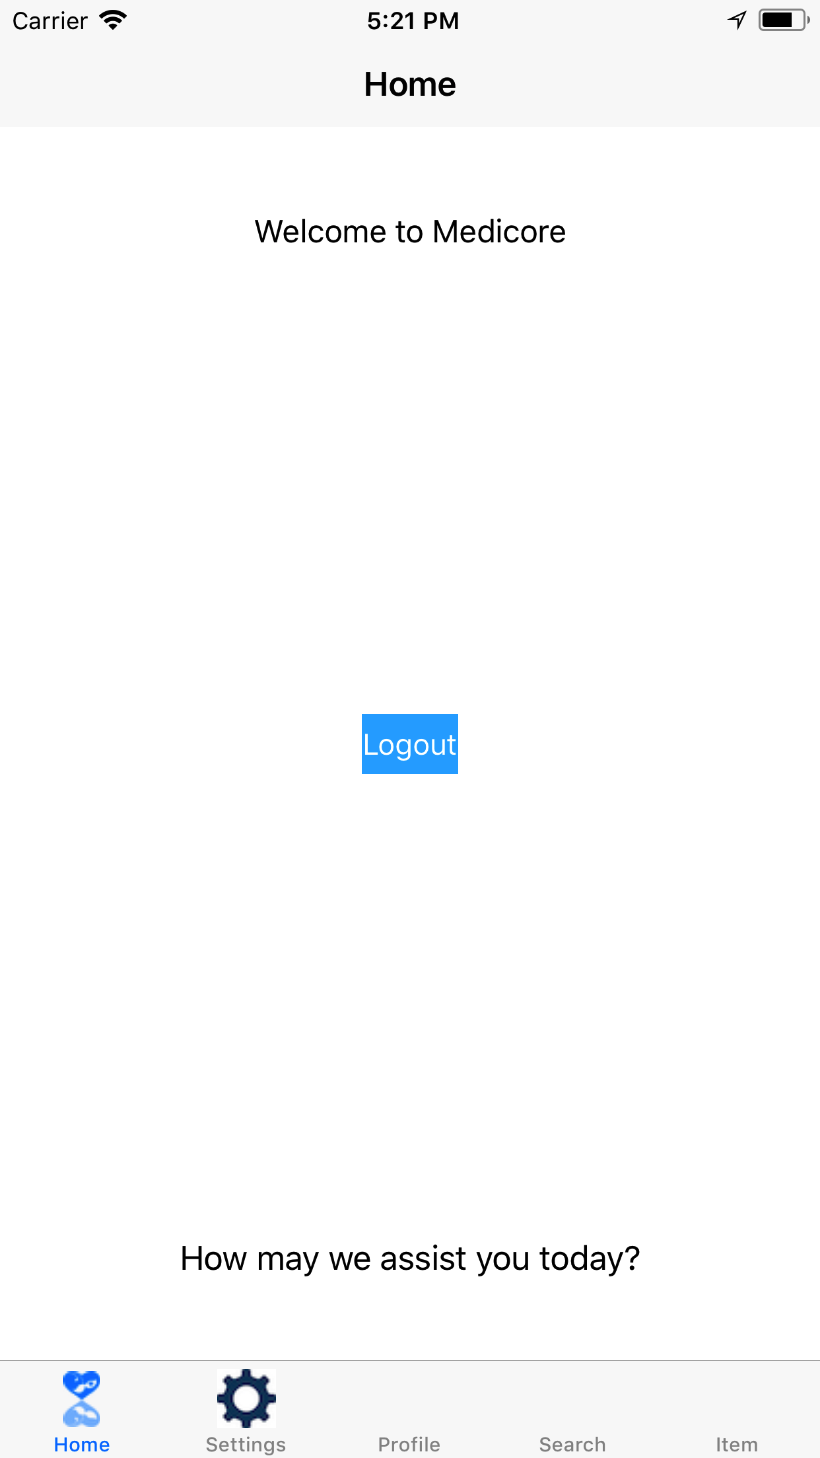 Carrier 5:21 PM
Home
Welcome to Medicore
Logout
How may we assist you today?
Home Settings Profile Search Item